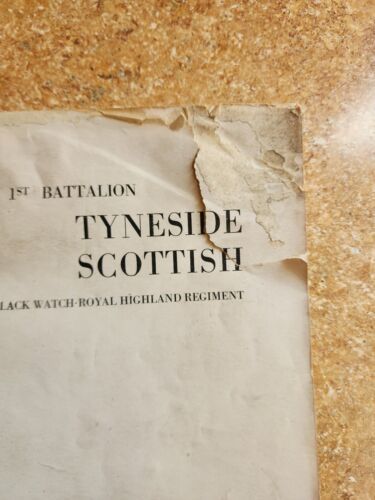 1ST BATTALION
TYNESIDE
SCOTTISH
LACK WATCH-ROYAL HIGHLAND REGIMENT